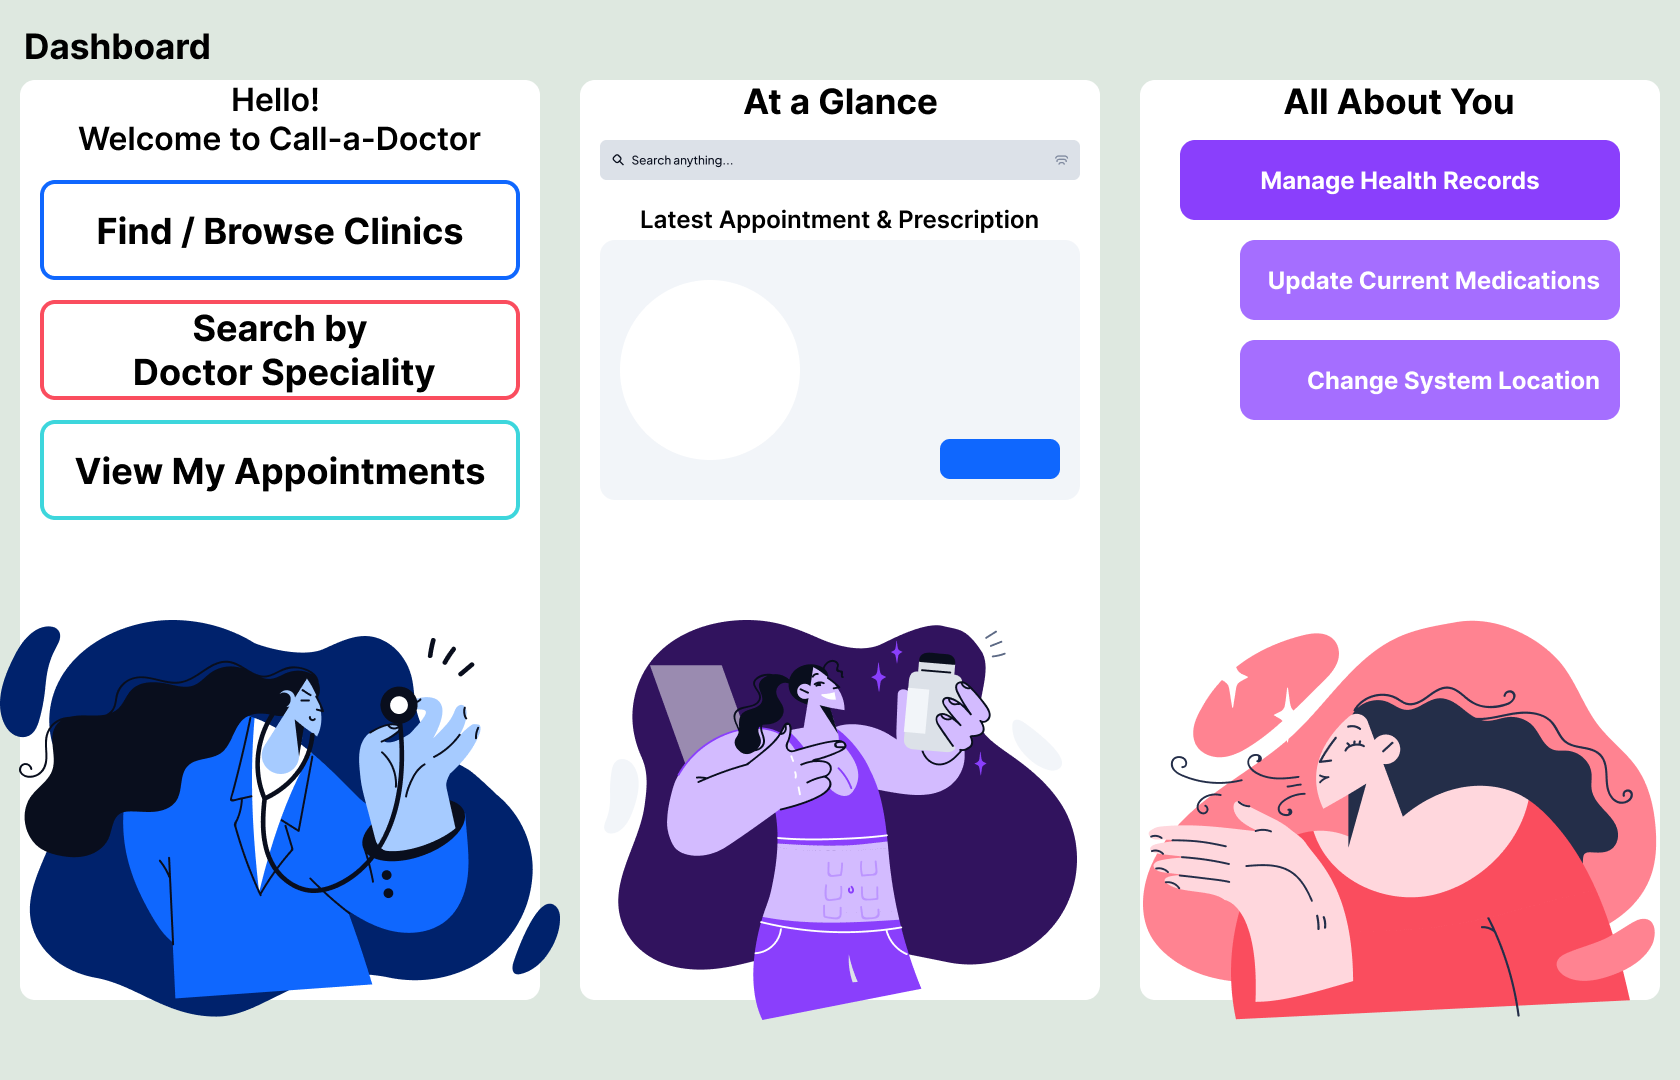 Dashboard
Hello!
Welcome to Call-a-Doctor
Find / Browse Clinics
Search by
Doctor Speciality
View My Appointments
At a Glance
Search anything...
Latest Appointment & Prescription
All About You
Manage Health Records
Update Current Medications
Change System Location